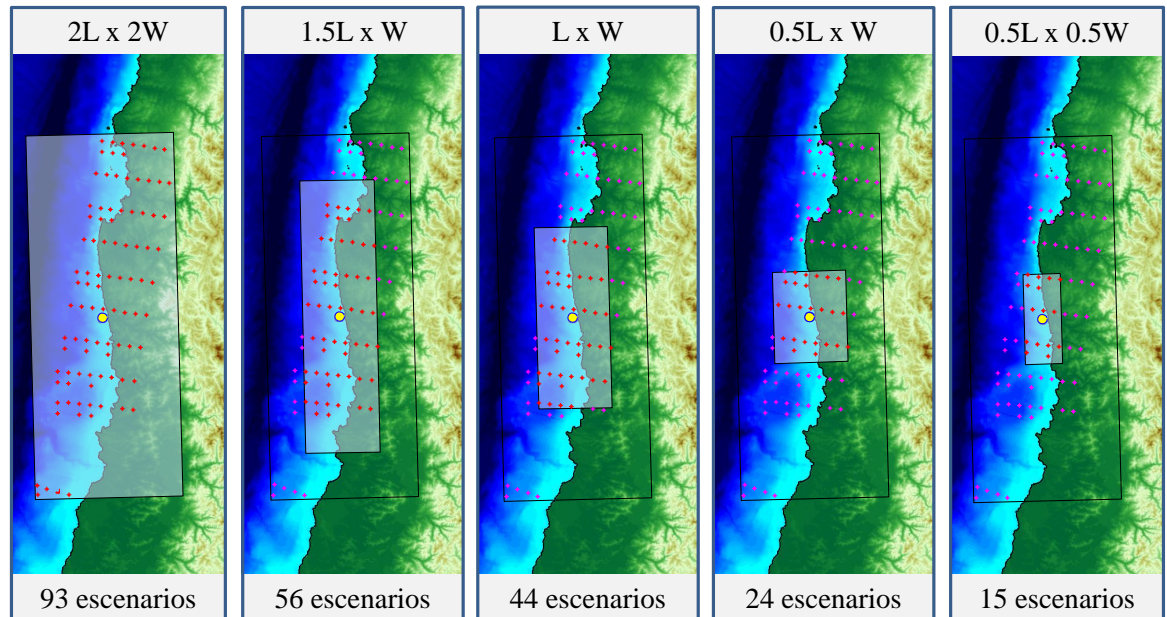 2L x 2W
1.5L x W
L x W
0.5L x W
0.5L x 0.5W
93 escenarios
56 escenarios
44 escenarios
24 escenarios
15 escenarios